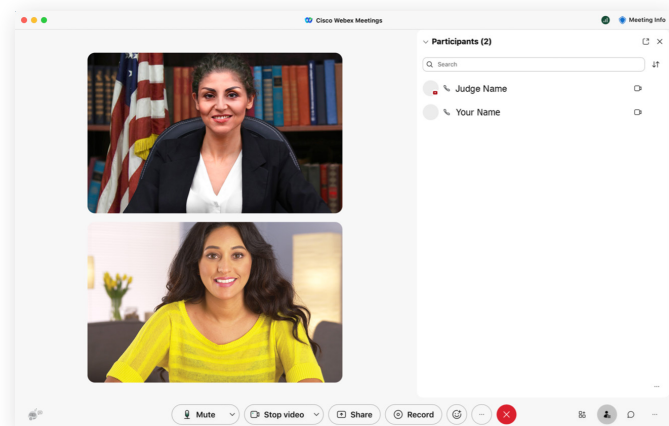 Cisco Webex Meetings
Meeting Info
Participants (2)
Search
Judge Name
Your Name
Mute
Stop video
Share
Record